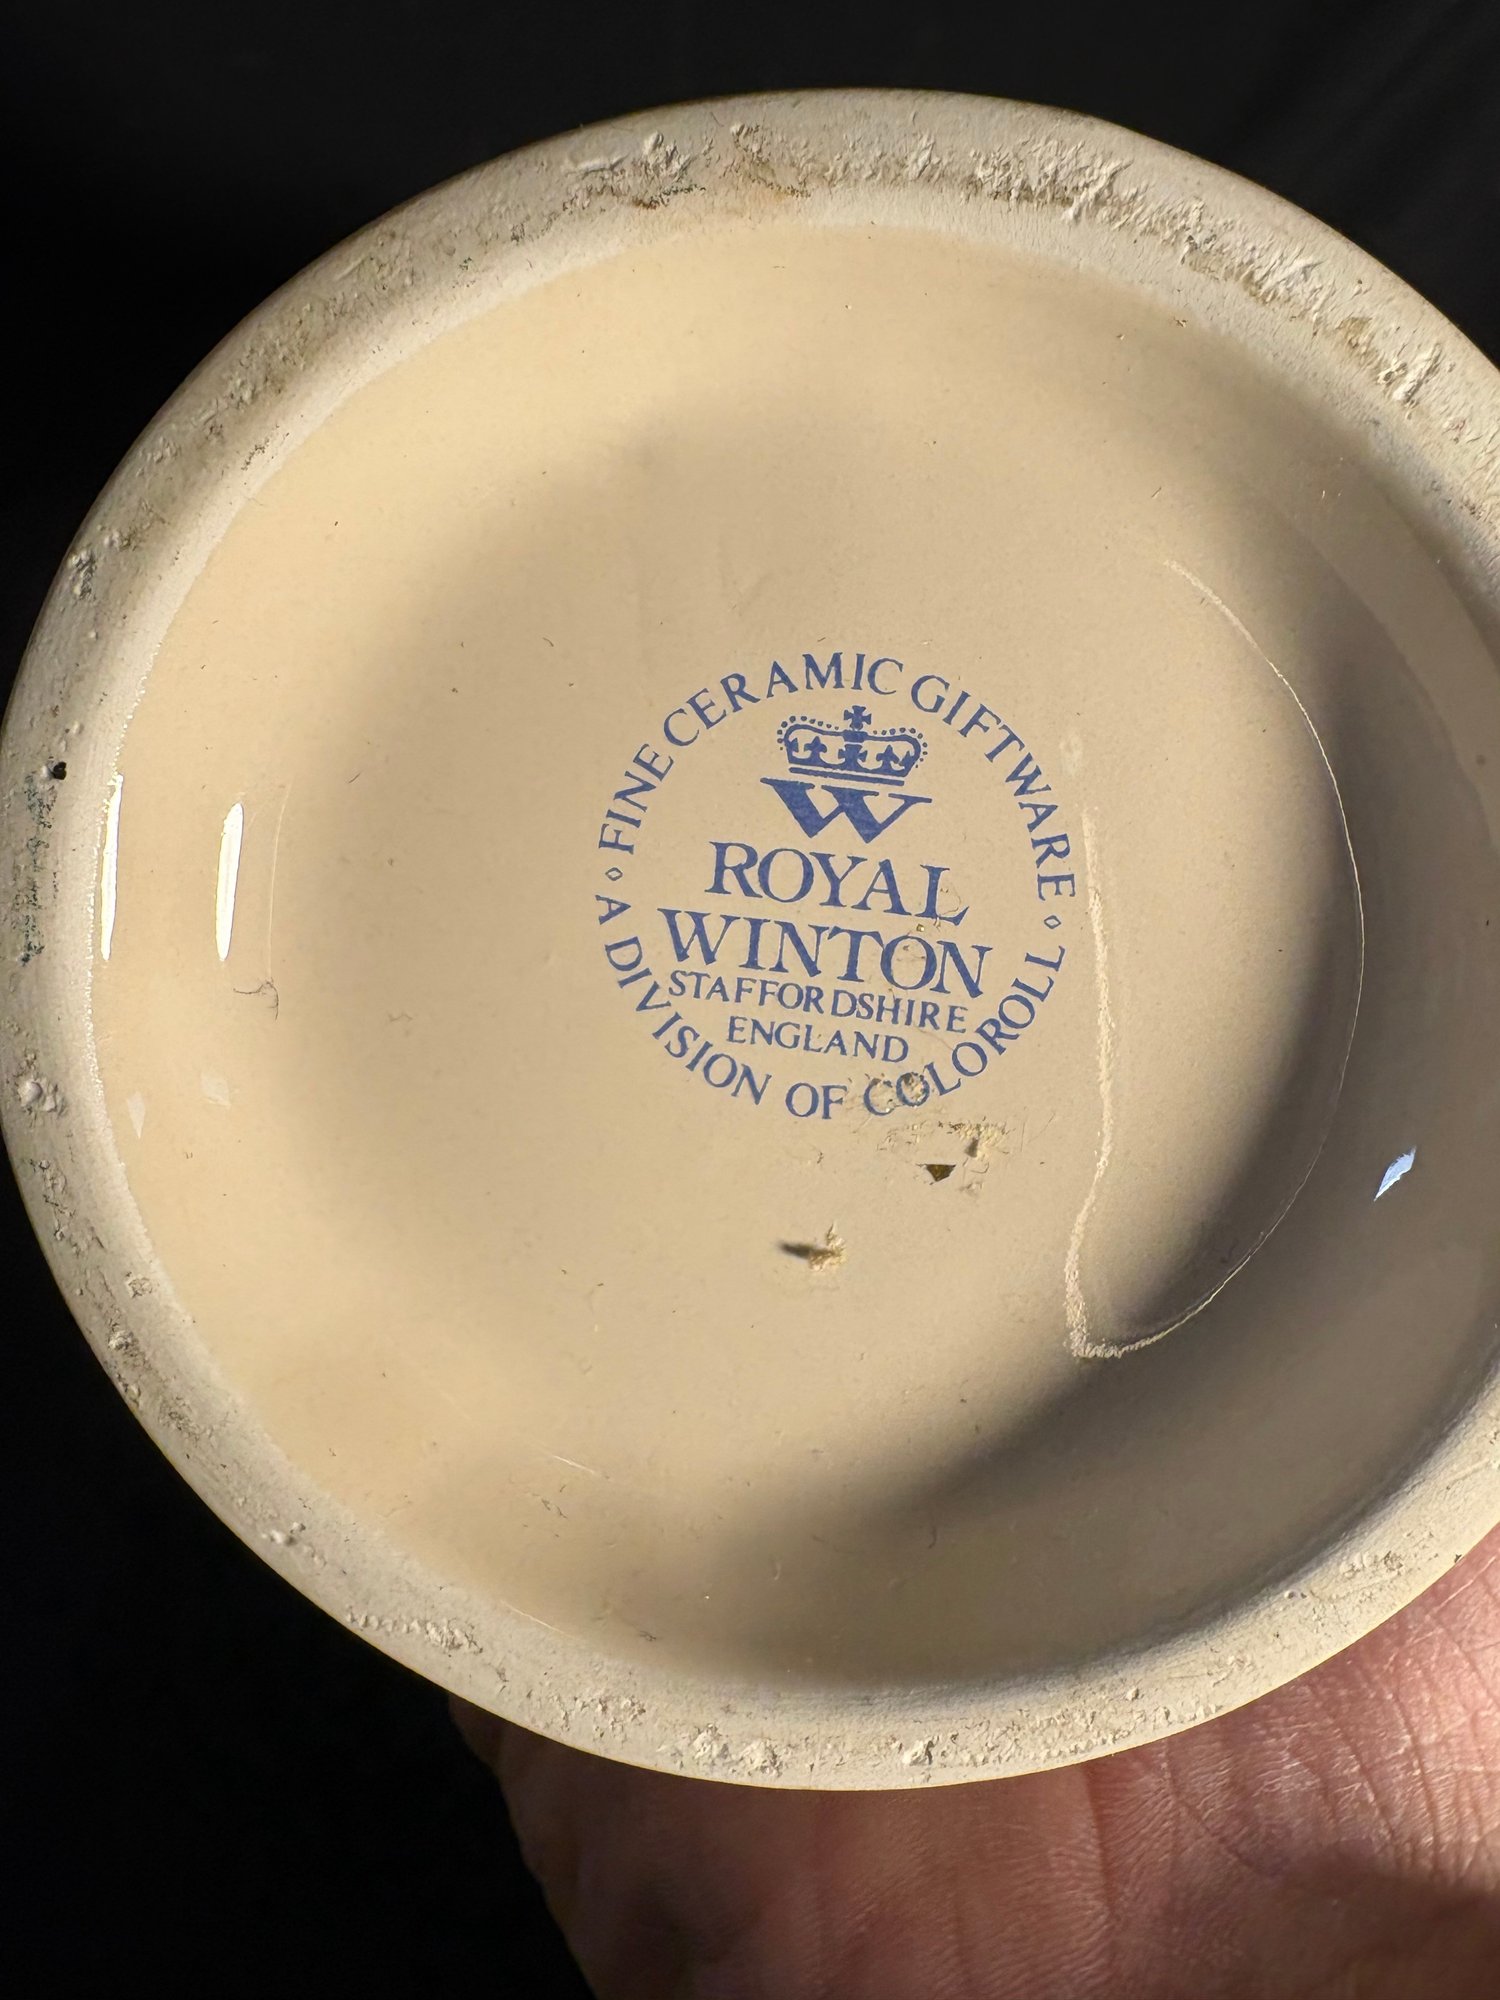 FINE CERAMIC GIFTWARE
W
ROYAL
WINTON
STAFFORDSHIRE
ENGLAND
A DIVISION OF COLOROLL